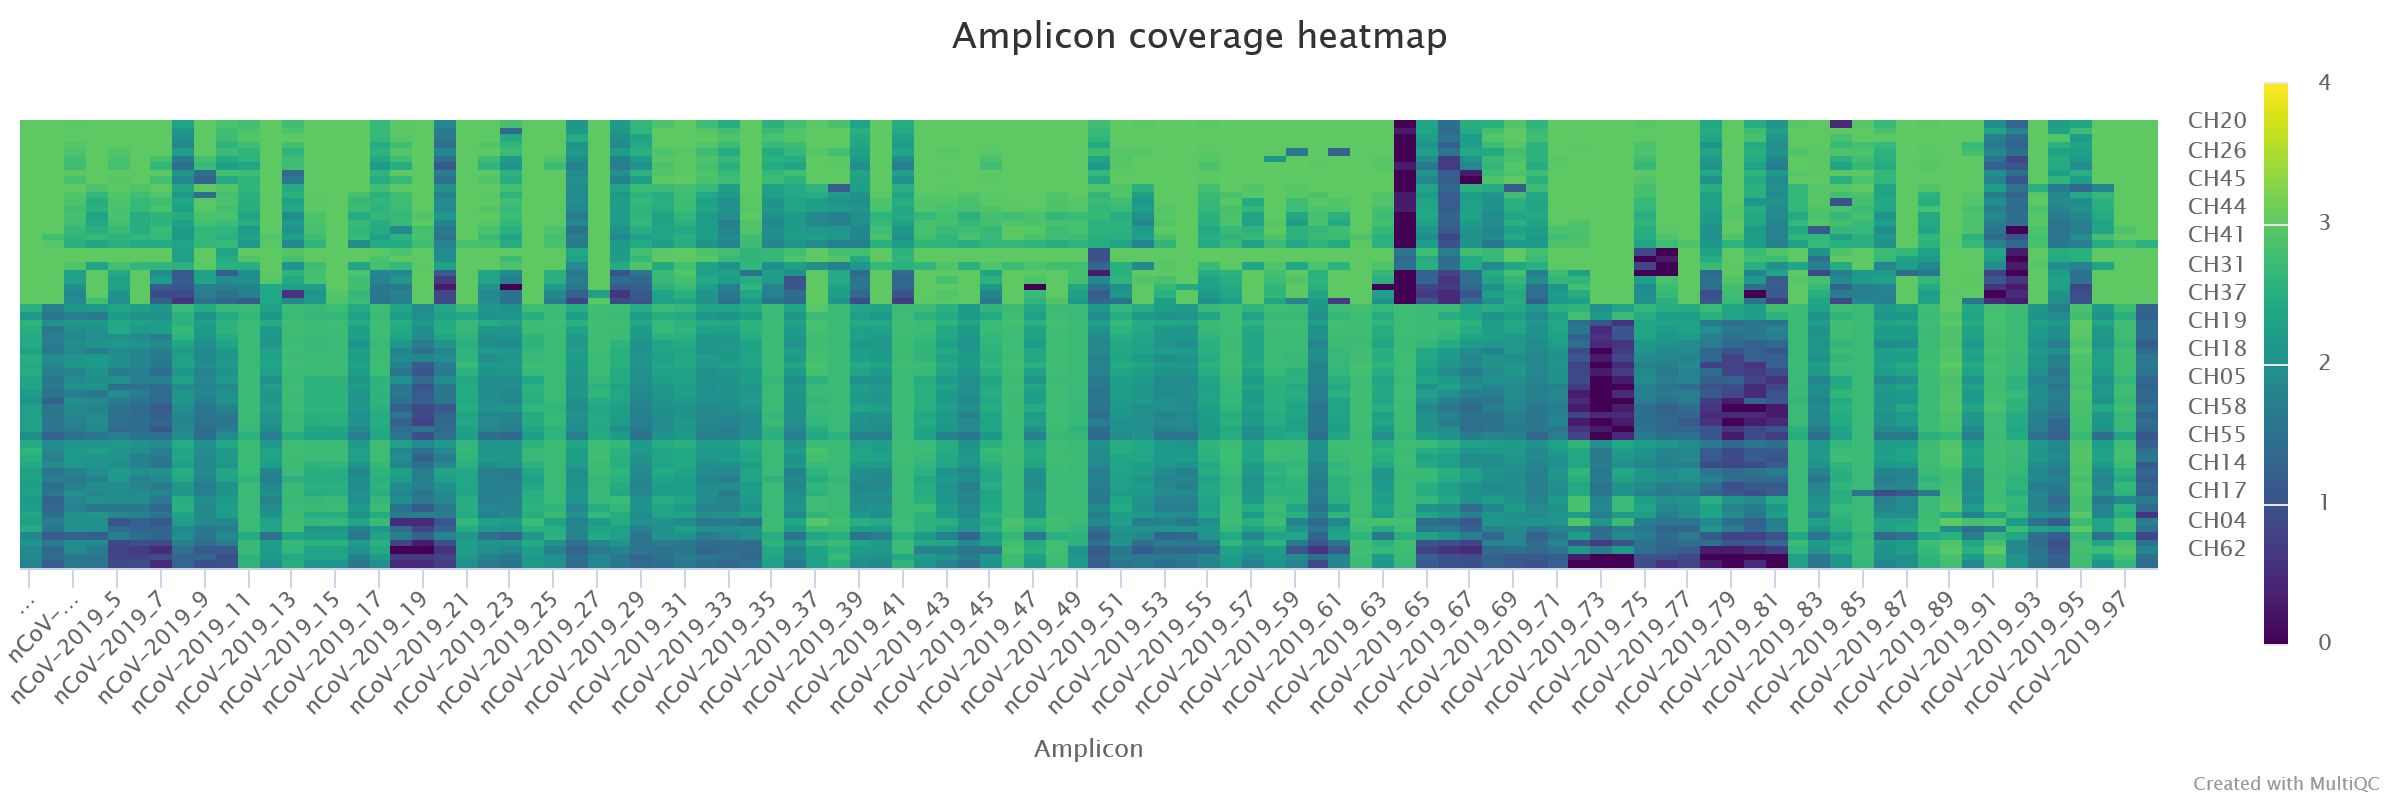 Amplicon coverage heatmap
4
3
2
1
0
CH20
CH26
CH45
CH44
CH41
CH31
CH37
CH19
CH18
CH05
CH58
CH55
CH14
CH17
CH04
CH62
...
nCoV-...
nCoV-2019_5
nCoV-2019_7
nCoV-2019_9
nCoV-2019_11
nCoV-2019_13
nCoV-2019_15
nCoV-2019_17
nCoV-2019_19
nCoV-2019_21
nCoV-2019_23
nCoV-2019_25
nCoV-2019_27
nCoV-2019_29
nCoV-2019_31
nCoV-2019_33
nCoV-2019_35
nCoV-2019_37
nCoV-2019_39
nCoV-2019_41
nCoV-2019_43
nCoV-2019_45
nCoV-2019_47
nCoV-2019_49
nCoV-2019_51
nCoV-2019_53
nCoV-2019_55
nCoV-2019_57
nCoV-2019_59
nCoV-2019_61
nCoV-2019_63
nCoV-2019_65
nCoV-2019_67
nCoV-2019_69
nCoV-2019_71
nCoV-2019_73
nCoV-2019_75
nCoV-2019_77
nCoV-2019_79
nCoV-2019_81
nCoV-2019_83
nCoV-2019_85
nCoV-2019_87
nCoV-2019_89
nCoV-2019_91
nCoV-2019_93
nCoV-2019_95
nCoV-2019_97
Amplicon
Created with MultiQC